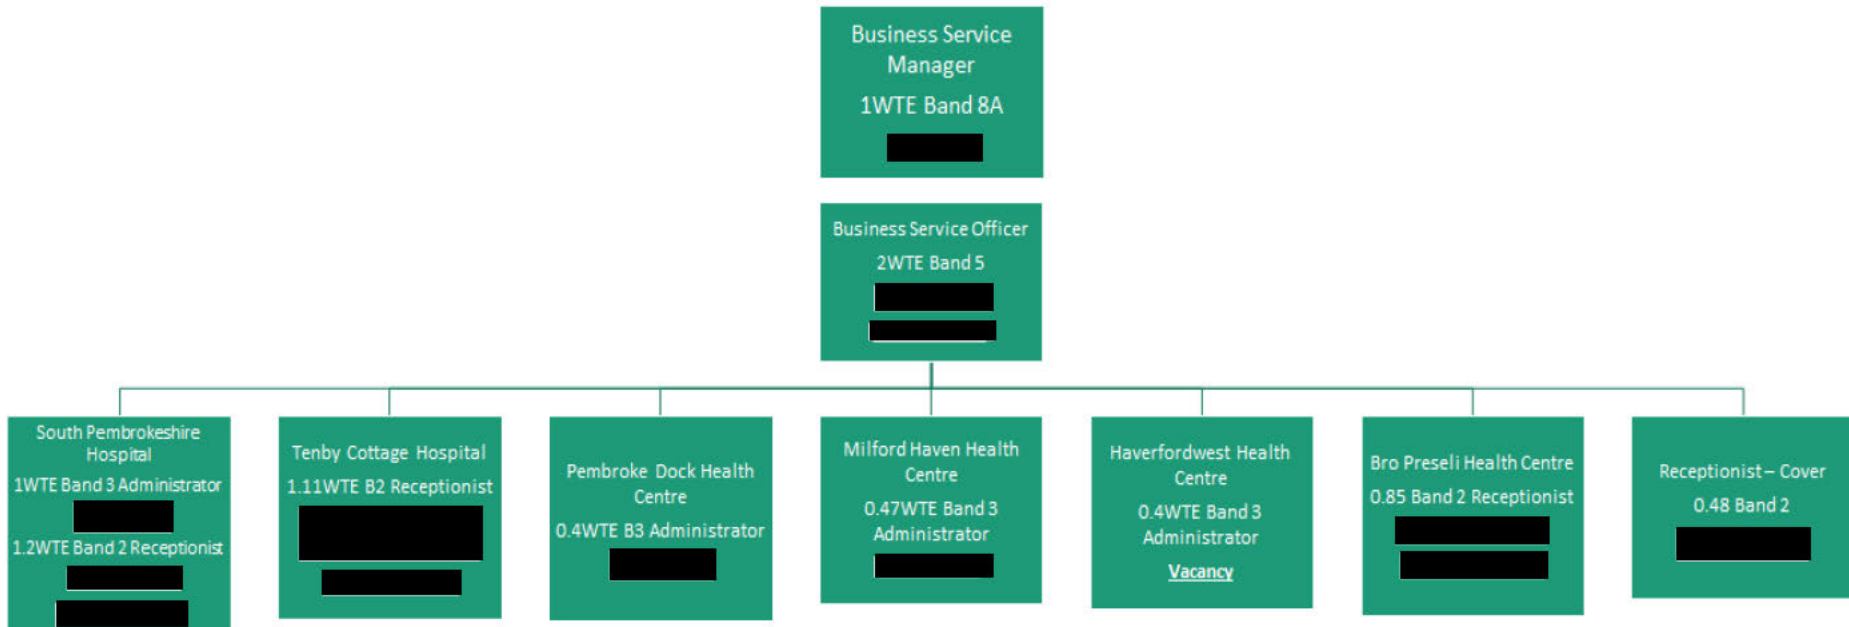 Business Service
Manager
1WTE Band 8A
Business Service Officer
2WTE Band 5
South Pembrokeshire
Hospital
1WTE Band 3 Administrator
1.2WTE Band 2 Receptionist
Tenby Cottage Hospital
1.11WTE B2 Receptionist
Pembroke Dock Health
Centre
0.4WTE B3 Administrator
Milford Haven Health
Centre
0.47WTE Band 3
Administrator
Haverfordwest Health
Centre
0.4WTE Band 3
Administrator
Vacancy
Bro Preseli Health Centre
0.85 Band 2 Receptionist
Receptionist – Cover
0.48 Band 2